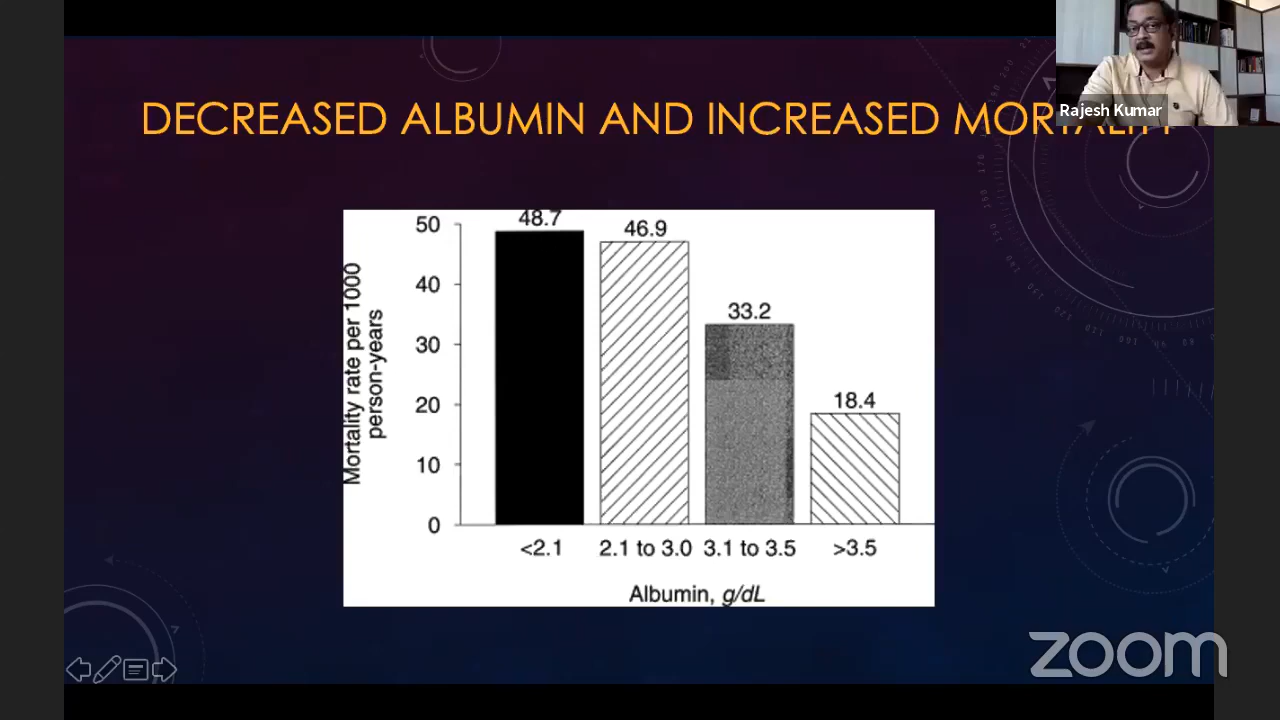 Rajesh Kumar
DECREASED ALBUMIN AND INCREASED MORTALITY
48.7
46.9
33.2
18.4
50
40
30
20
10
0
Mortality rate per 1000
person-years
<2.1
2.1 to 3.0
3.1 to 3.5
>3.5
Albumin, g/dL
zoom